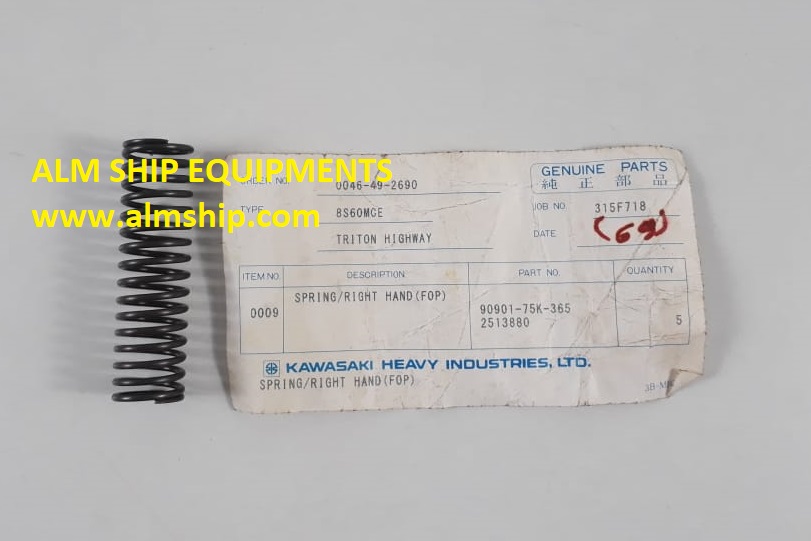 ALM SHIP EQUIPMENTS
www.almship.com
ORDER NO. 0046-49-2690
TYPE 8S60MCE
TRITON HIGHWAY
GENUINE PARTS
純正部品
JOB NO. 315F718
DATE
ITEM NO. DESCRIPTION PART NO. QUANTITY
0009 SPRING/RIGHT HAND(FOP) 90901-75K-365 5
2513880
KAWASAKI HEAVY INDUSTRIES, LTD.
SPRING/RIGHT HAND(FOP)